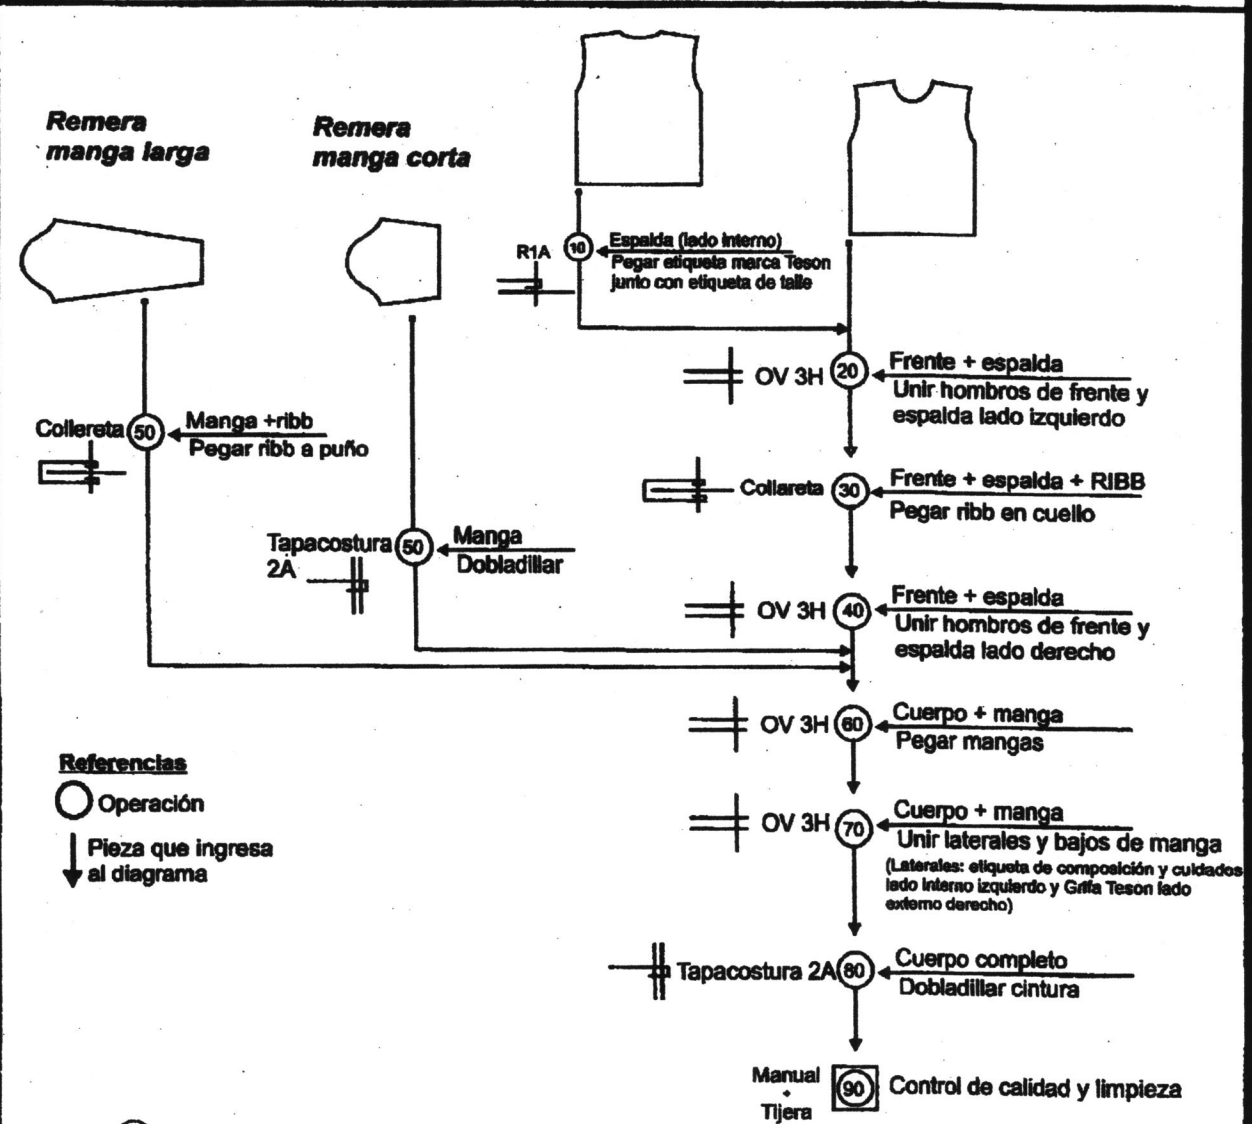 Remera
manga larga
Remera
manga corta
R1A
10
Espalda (lado interno)
Pegar etiqueta marca Teson
junto con etiqueta de talle
OV 3H
20
Frente + espalda
Unir hombros de frente y
espalda lado izquierdo
Collereta
50
Manga +ribb
Pegar ribb a puño
Collareta
30
Frente + espalda + RIBB
Pegar ribb en cuello
Tapacostura
2A
50
Manga
Dobladillar
OV 3H
40
Frente + espalda
Unir hombros de frente y
espalda lado derecho
OV 3H
60
Cuerpo + manga
Pegar mangas
Referencias
Operación
Pieza que ingresa
al diagrama
OV 3H
70
Cuerpo + manga
Unir laterales y bajos de manga
(Laterales: etiqueta de composición y cuidados
lado interno izquierdo y Grifa Teson lado
externo derecho)
Tapacostura 2A
80
Cuerpo completo
Dobladillar cintura
Manual
+
Tijera
90
Control de calidad y limpieza